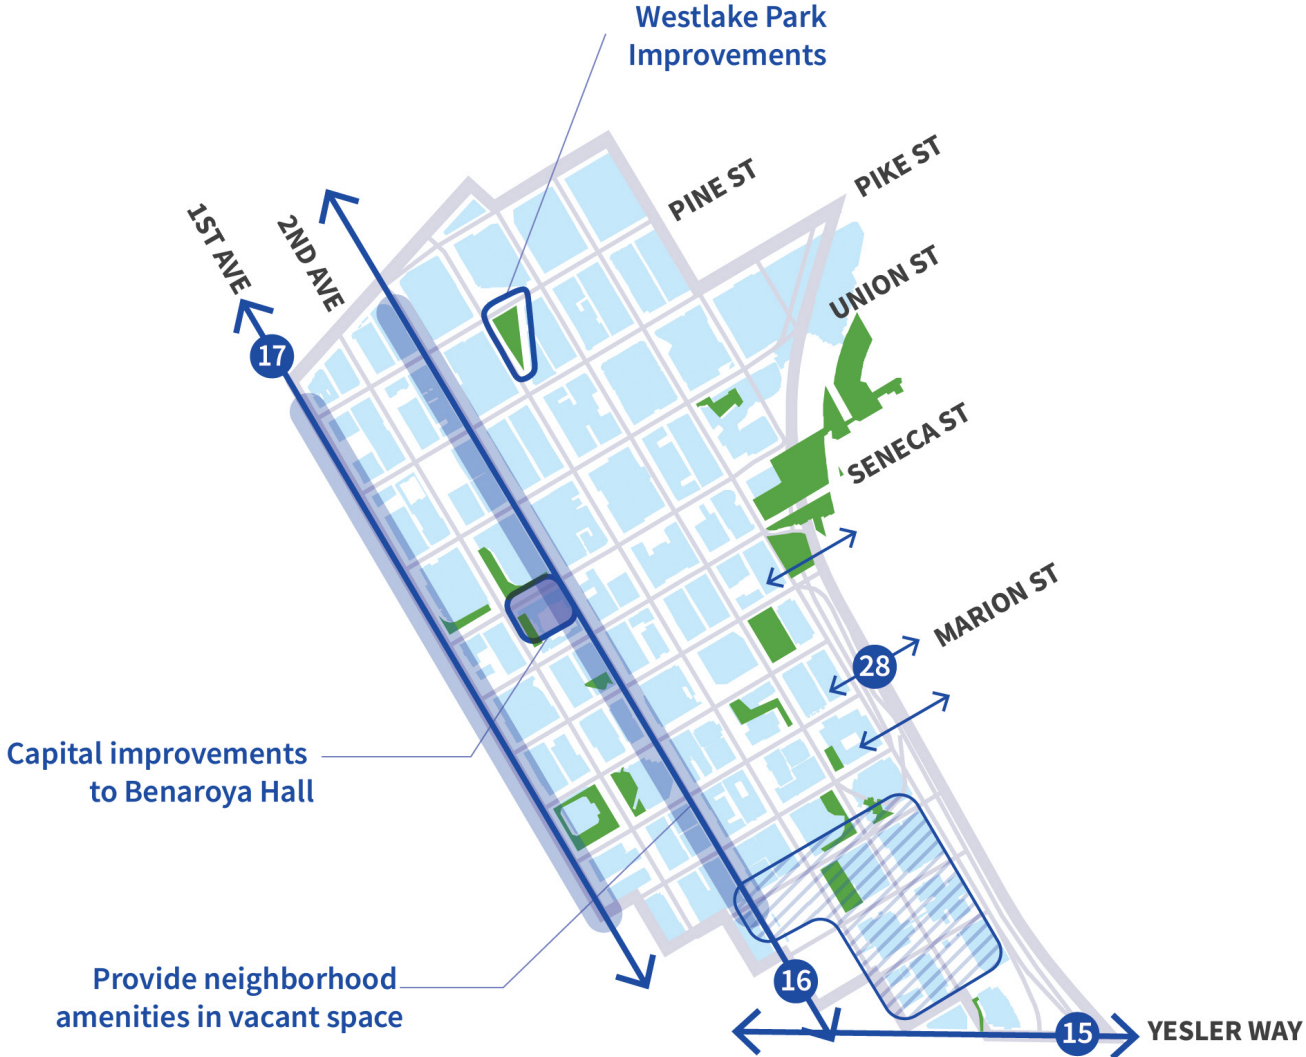 Westlake Park
Improvements
PINE ST
PIKE ST
1ST AVE
2ND AVE
UNION ST
17
SENECA ST
MARION ST
28
Capital improvements
to Benaroya Hall
Provide neighborhood
amenities in vacant space
16
15
YESLER WAY